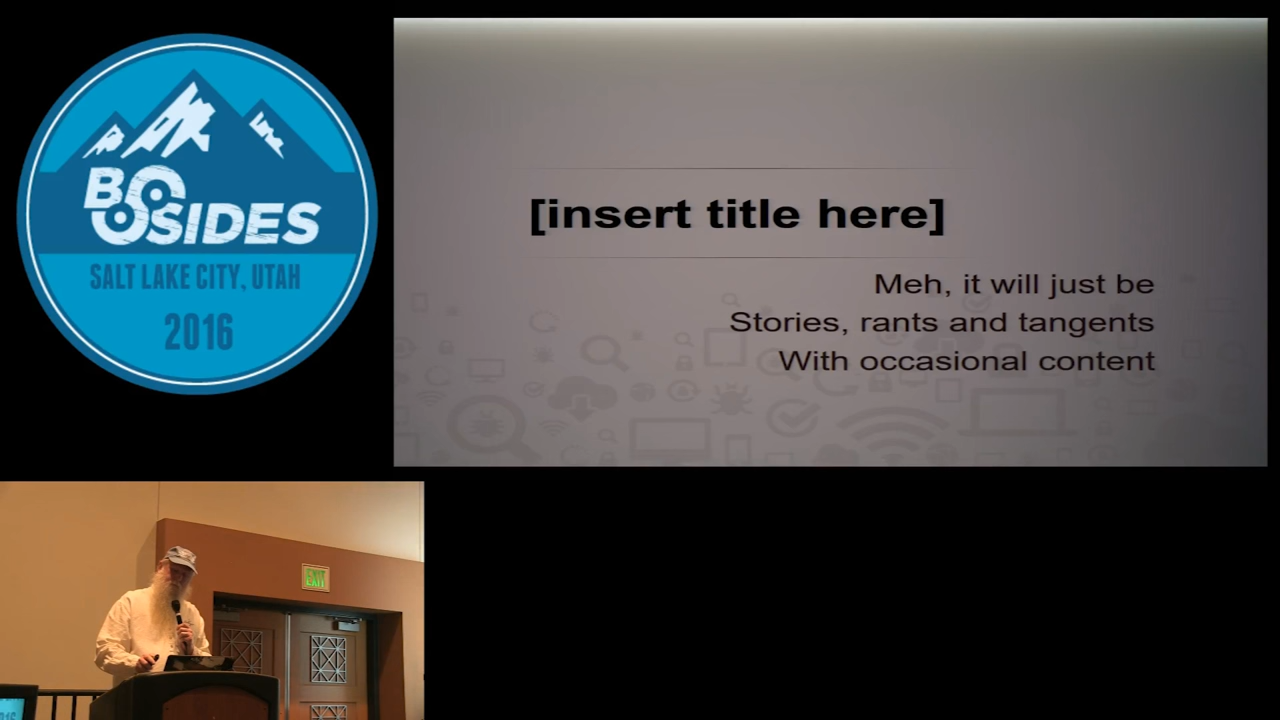 BSIDES
SALT LAKE CITY, UTAH
2016
[insert title here]
Meh, it will just be
Stories, rants and tangents
With occasional content
EXIT